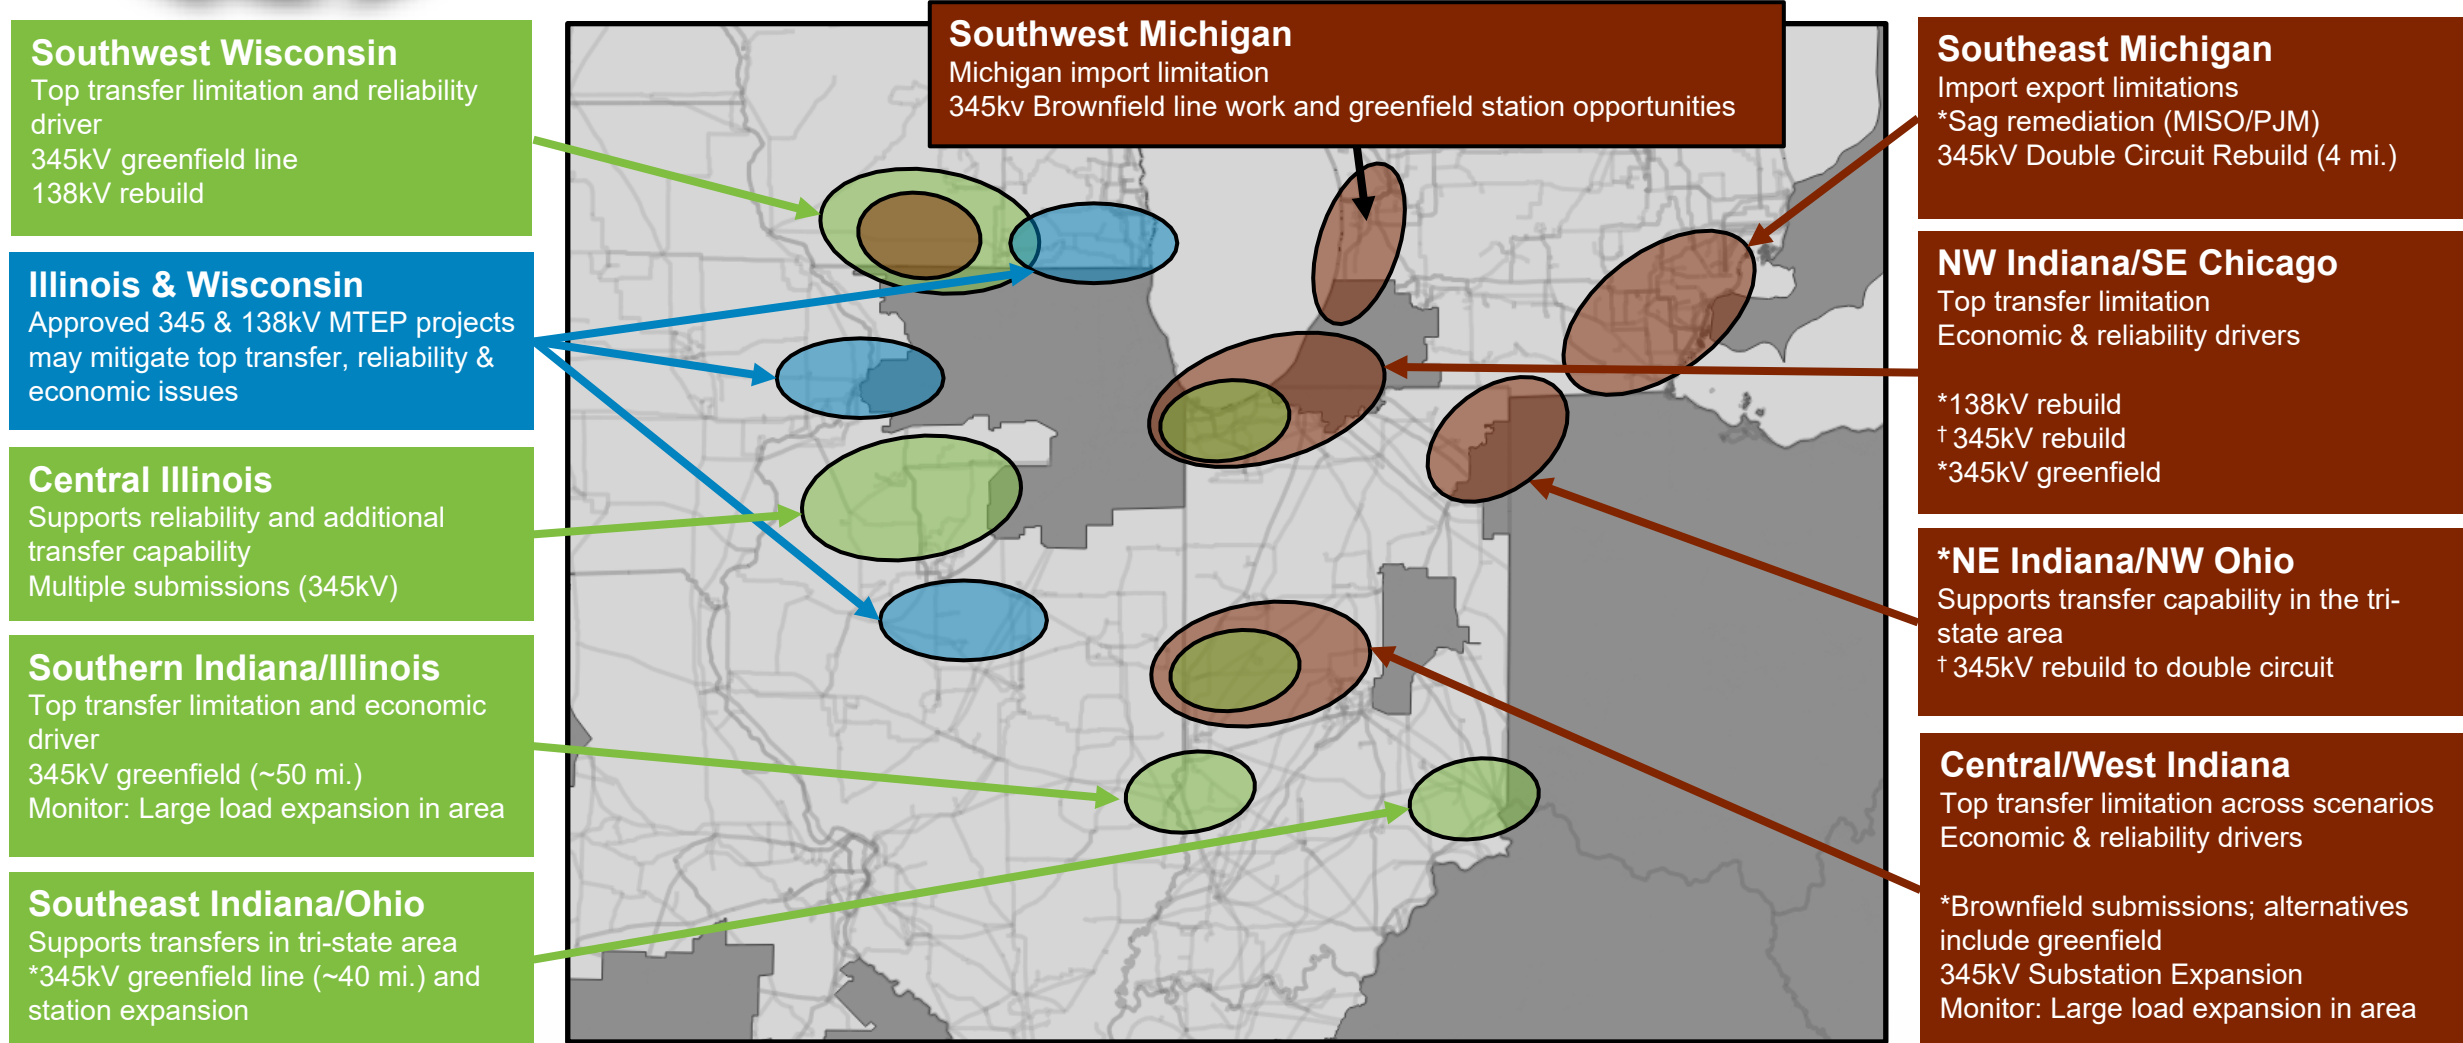 Southwest Wisconsin
Top transfer limitation and reliability
driver
345kV greenfield line
138kV rebuild
Illinois & Wisconsin
Approved 345 & 138kV MTEP projects
may mitigate top transfer, reliability &
economic issues
Central Illinois
Supports reliability and additional
transfer capability
Multiple submissions (345kV)
Southern Indiana/Illinois
Top transfer limitation and economic
driver
345kV greenfield (~50 mi.)
Monitor: Large load expansion in area
Southeast Indiana/Ohio
Supports transfers in tri-state area
*345kV greenfield line (~40 mi.) and
station expansion
Southwest Michigan
Michigan import limitation
345kv Brownfield line work and greenfield station opportunities
Southeast Michigan
Import export limitations
*Sag remediation (MISO/PJM)
345kV Double Circuit Rebuild (4 mi.)
NW Indiana/SE Chicago
Top transfer limitation
Economic & reliability drivers
*138kV rebuild
† 345kV rebuild
*345kV greenfield
*NE Indiana/NW Ohio
Supports transfer capability in the tri-
state area
† 345kV rebuild to double circuit
Central/West Indiana
Top transfer limitation across scenarios
Economic & reliability drivers
*Brownfield submissions; alternatives
include greenfield
345kV Substation Expansion
Monitor: Large load expansion in area